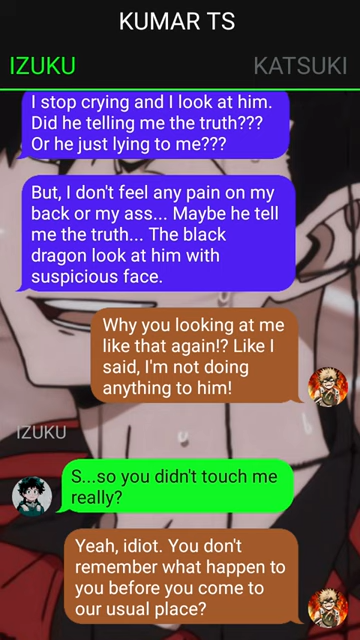 KUMAR TS
IZUKU KATSUKI
I stop crying and I look at him.
Did he telling me the truth???
Or he just lying to me???
But, I don't feel any pain on my
back or my ass... Maybe he tell
me the truth... The black
dragon look at him with
suspicious face.
Why you looking at me
like that again!? Like I
said, I'm not doing
anything to him!
IZUKU
S...so you didn't touch me
really?
Yeah, idiot. You don't
remember what happen to
you before you come to
our usual place?